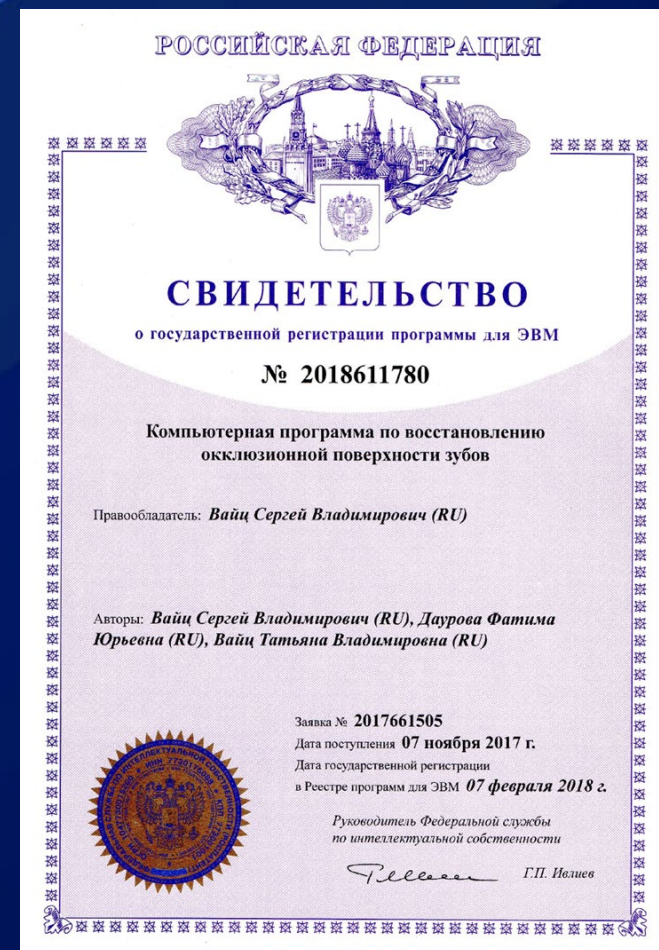 РОССИЙСКАЯ ФЕДЕРАЦИЯ
СВИДЕТЕЛЬСТВО
о государственной регистрации программы для ЭВМ
№ 2018611780
Компьютерная программа по восстановлению
окклюзионной поверхности зубов
Правообладатель: Вайц Сергей Владимирович (RU)
Авторы: Вайц Сергей Владимирович (RU), Даурова Фатима
Юрьевна (RU), Вайц Татьяна Владимировна (RU)
Заявка № 2017661505
Дата поступления 07 ноября 2017 г.
Дата государственной регистрации
в Реестре программ для ЭВМ 07 февраля 2018 г.
Руководитель Федеральной службы
по интеллектуальной собственности
Г.П. Ивлиев